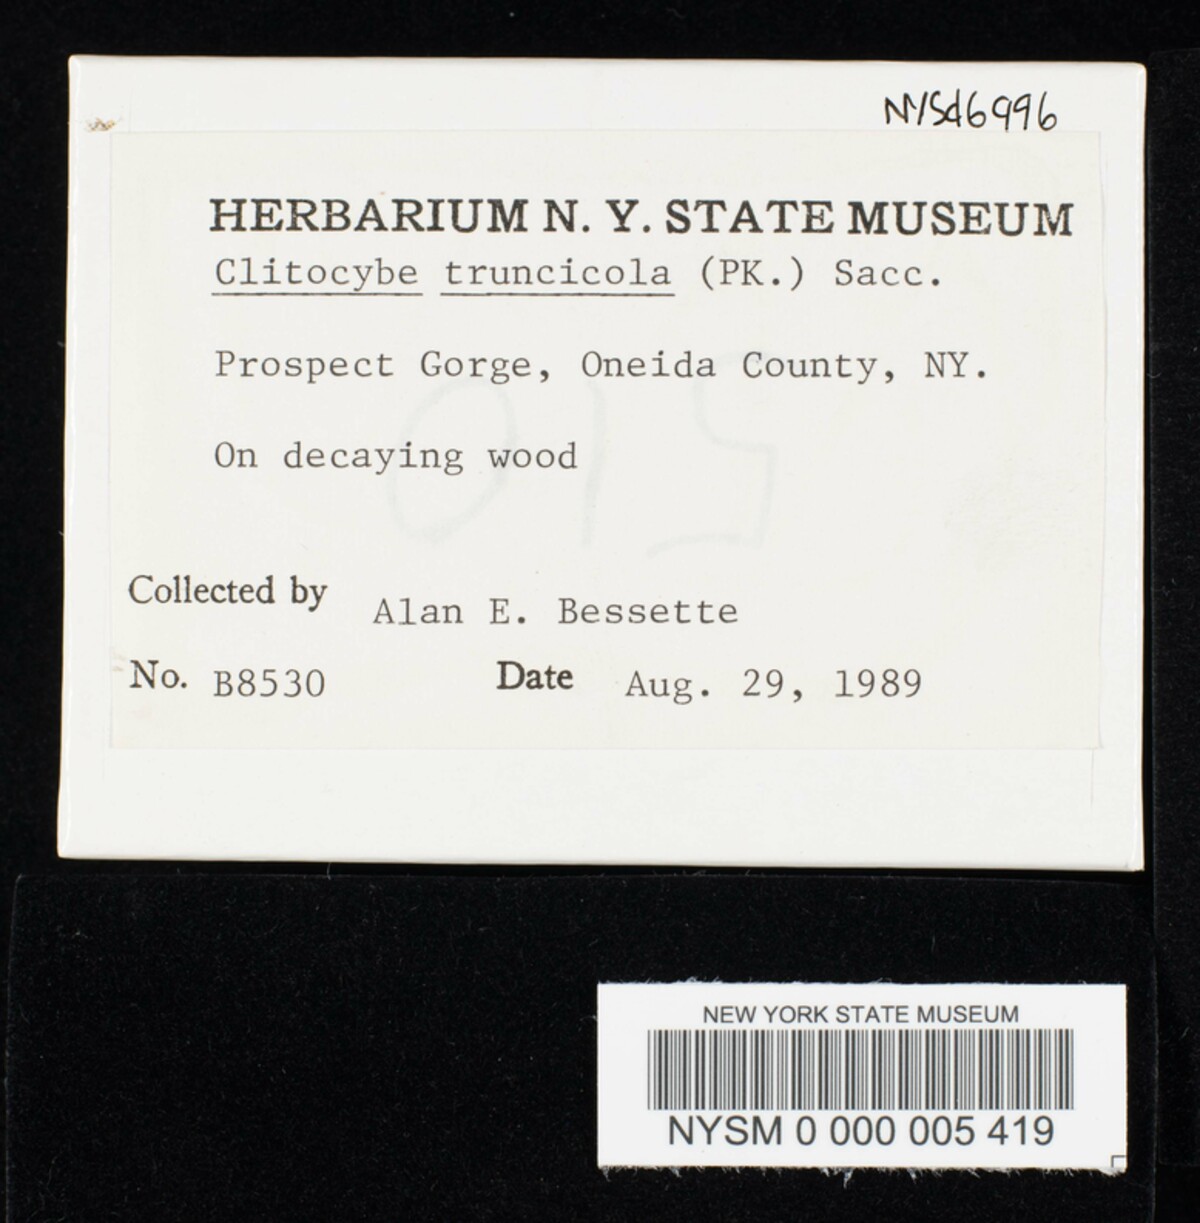 NYSd6996
HERBARIUM N. Y. STATE MUSEUM
Clitocybe truncicola (PK.) Sacc.
Prospect Gorge, Oneida County, NY.
On decaying wood
Collected by Alan E. Bessette
No. B8530 Date Aug. 29, 1989
NEW YORK STATE MUSEUM
NYSM 0 000 005 419